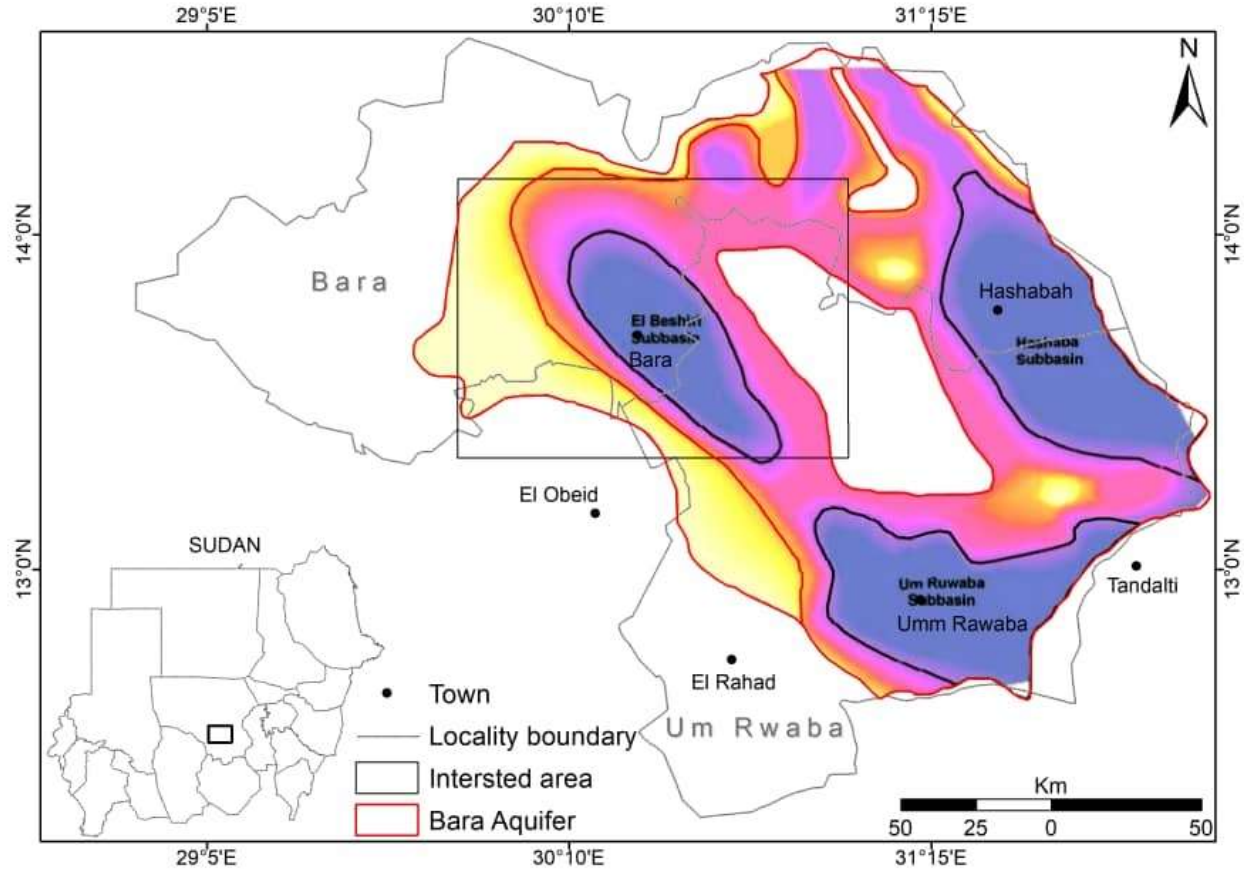 29°5'E 30°10'E 31°15'E
N
14°0'N 14°0'N
Bara
Hashabah
El Beshiri
Subbasin
Hashaba
Subbasin
Bara
El Obeid
SUDAN
13°0'N 13°0'N
Tandalti
Um Ruwaba
Subbasin
Umm Rawaba
El Rahad
Um Rwaba
Town
Locality boundary
Intersted area
Bara Aquifer
Km
50 25 0 50
29°5'E 30°10'E 31°15'E